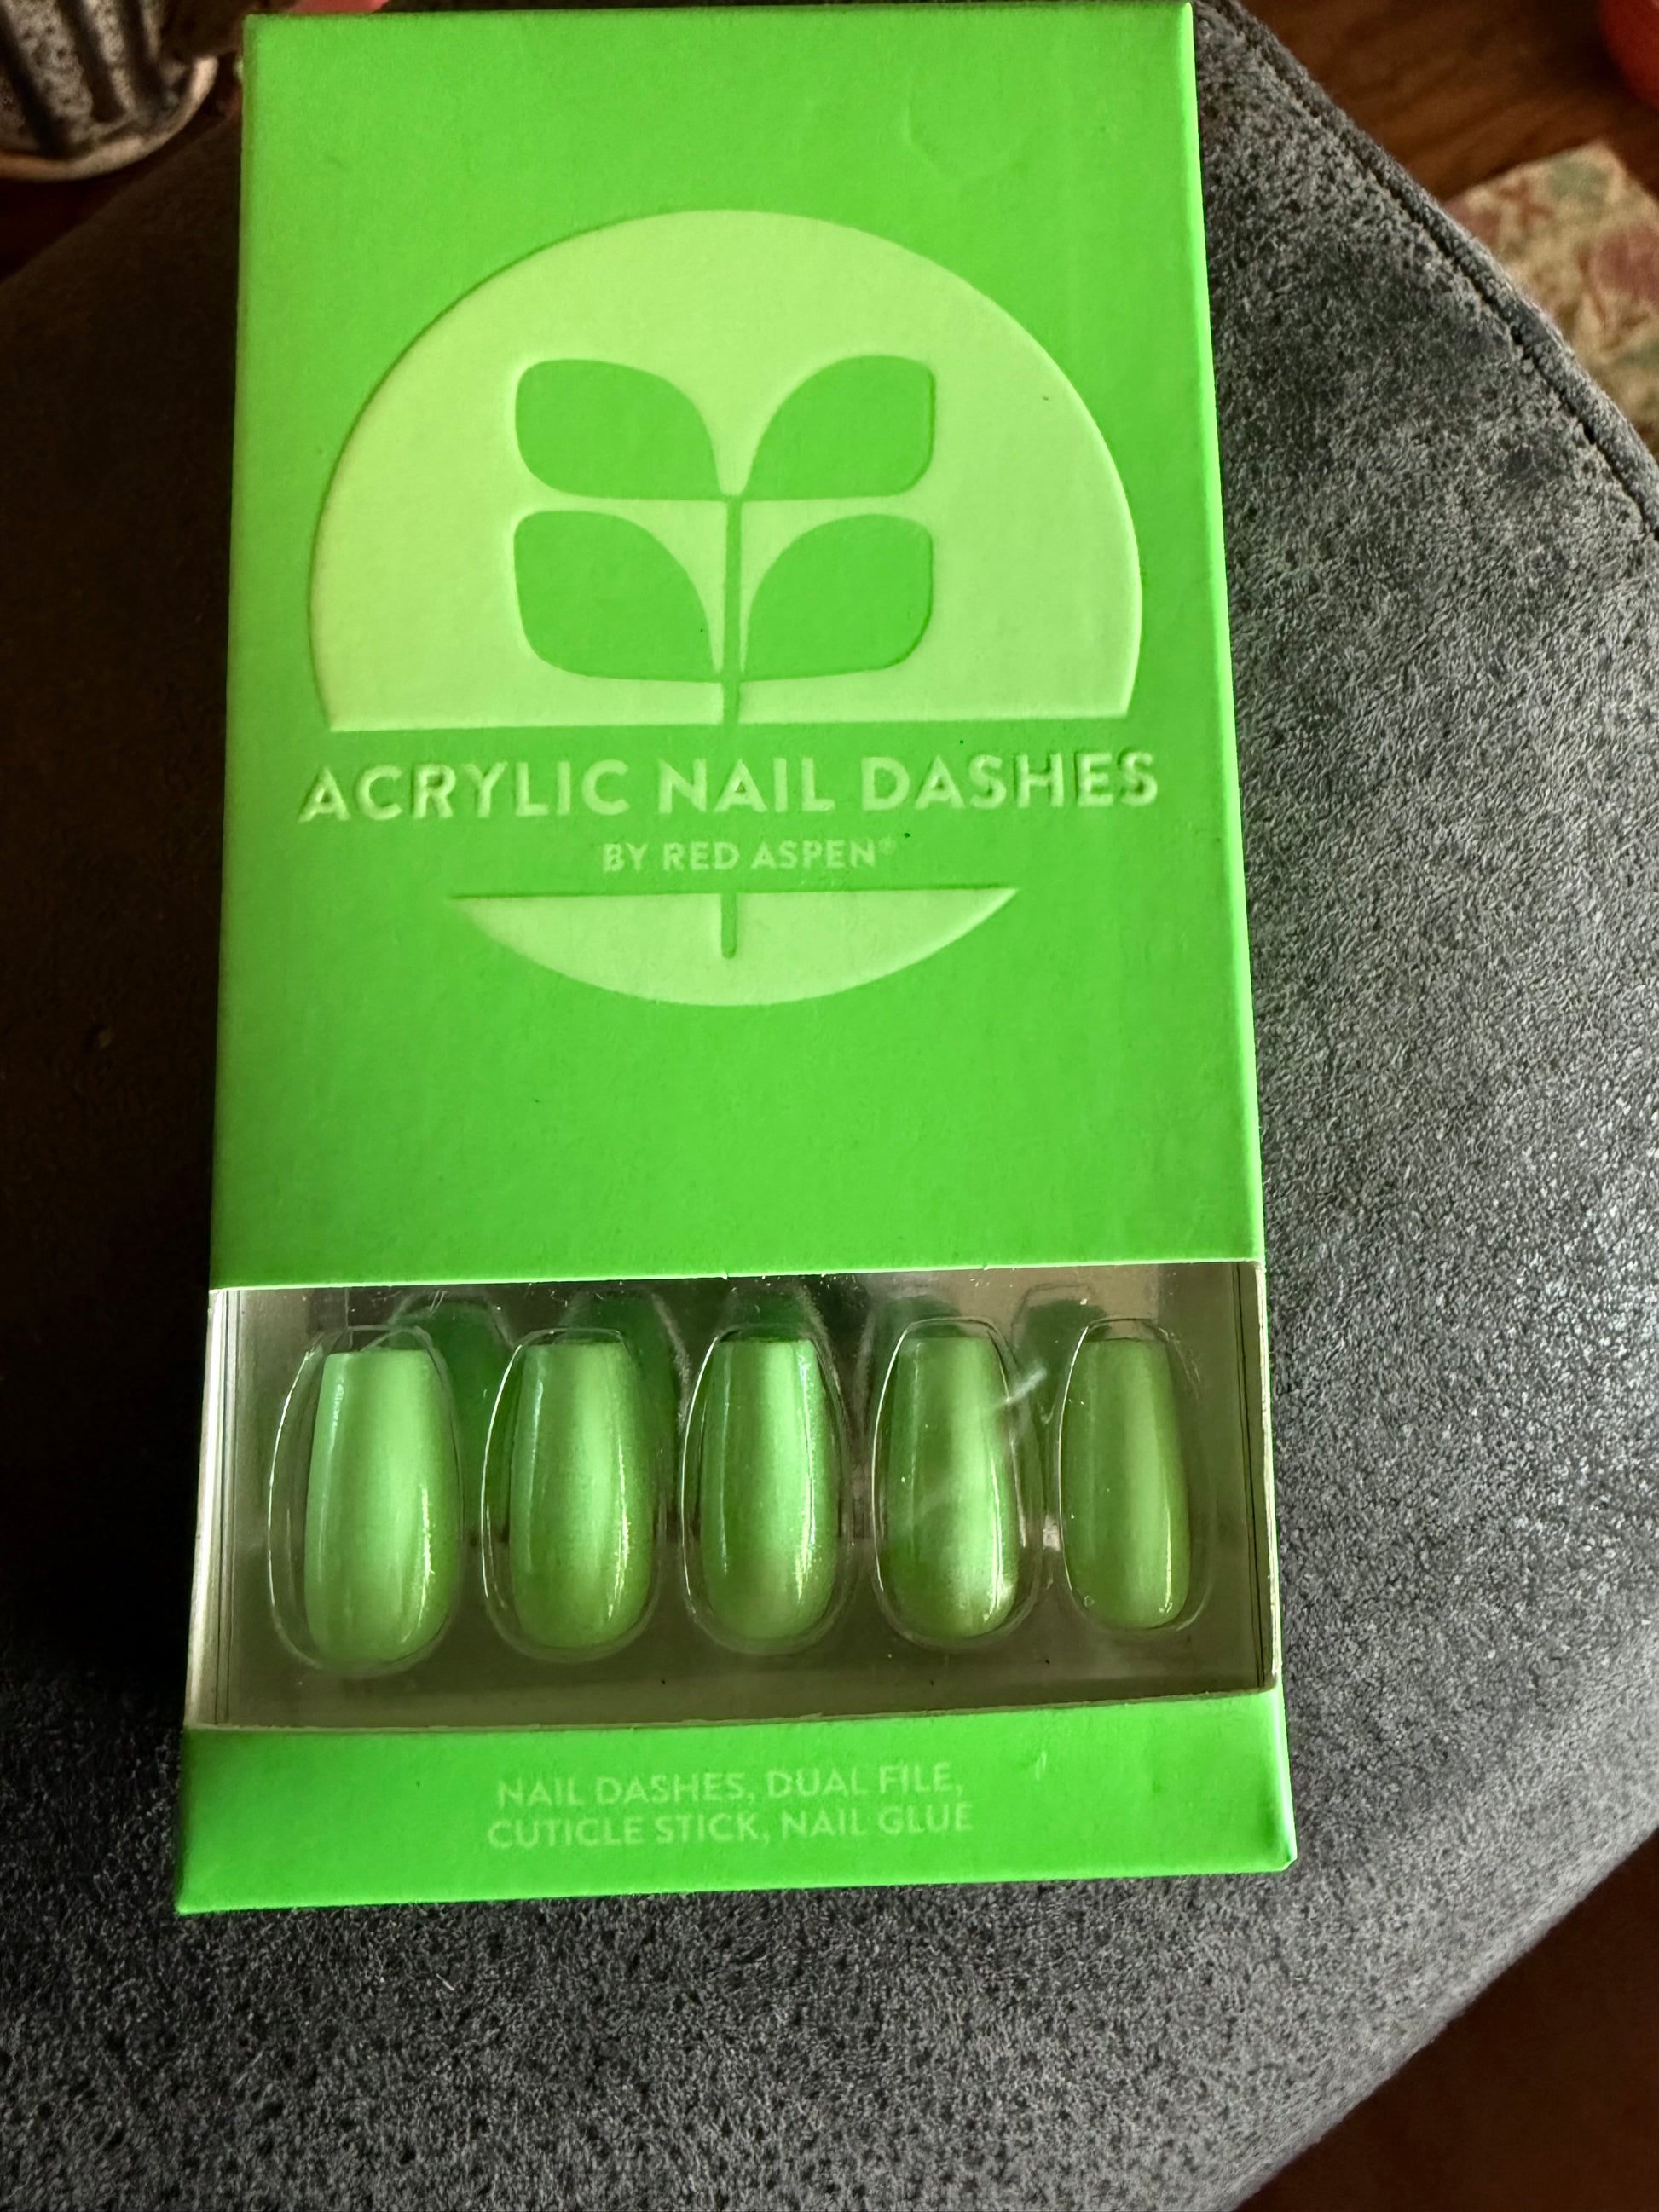 ACRYLIC NAIL DASHES
BY RED ASPEN®
NAIL DASHES, DUAL FILE,
CUTICLE STICK, NAIL GLUE